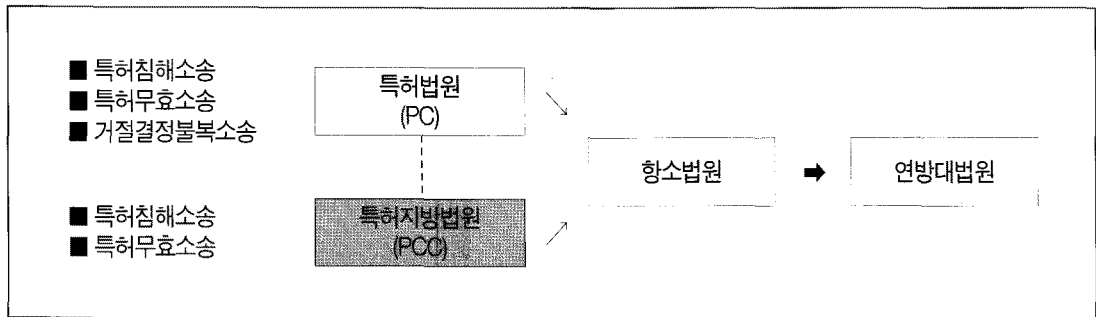 ■ 특허침해소송
■ 특허무효소송
■ 거절결정불복소송
특허법원
(PC)
항소법원
➡
연방대법원
■ 특허침해소송
■ 특허무효소송
특허지방법원
(PCC)